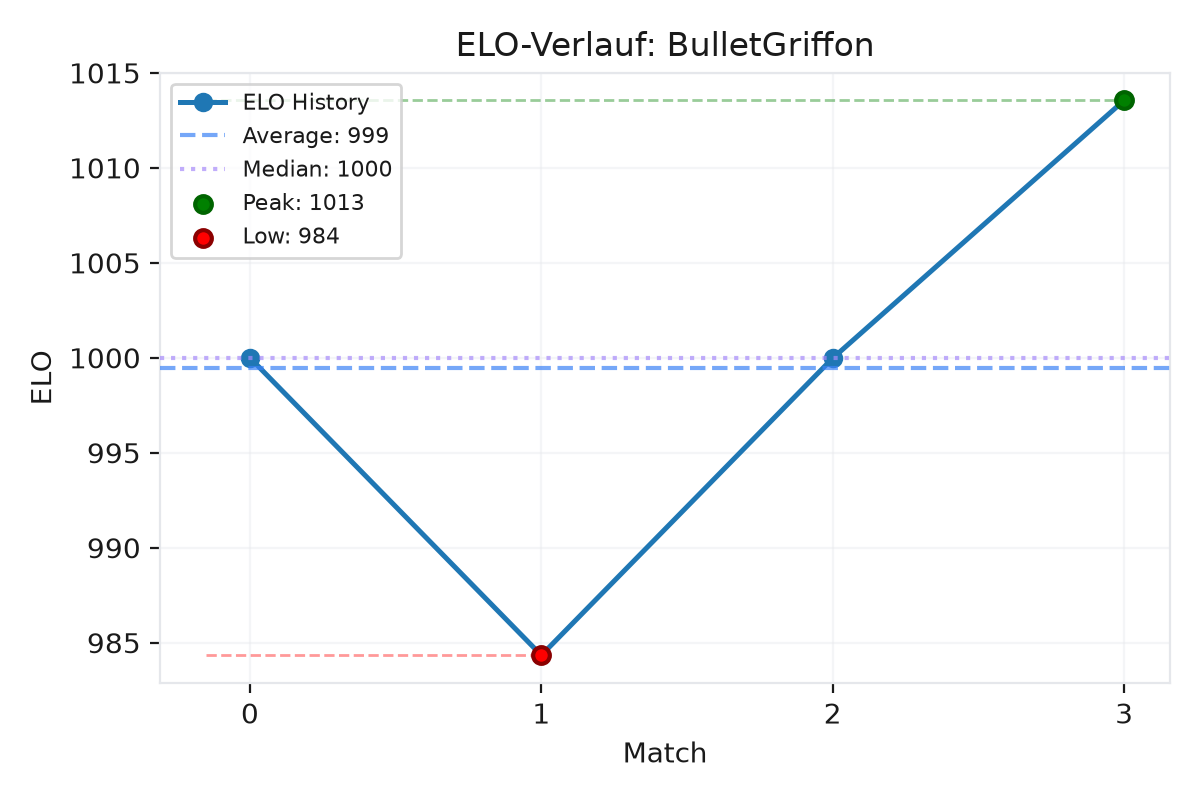 ELO-Verlauf: BulletGriffon
ELO History
Average: 999
Median: 1000
Peak: 1013
Low: 984
1015
1010
1005
1000
995
990
985
ELO
0 1 2 3
Match